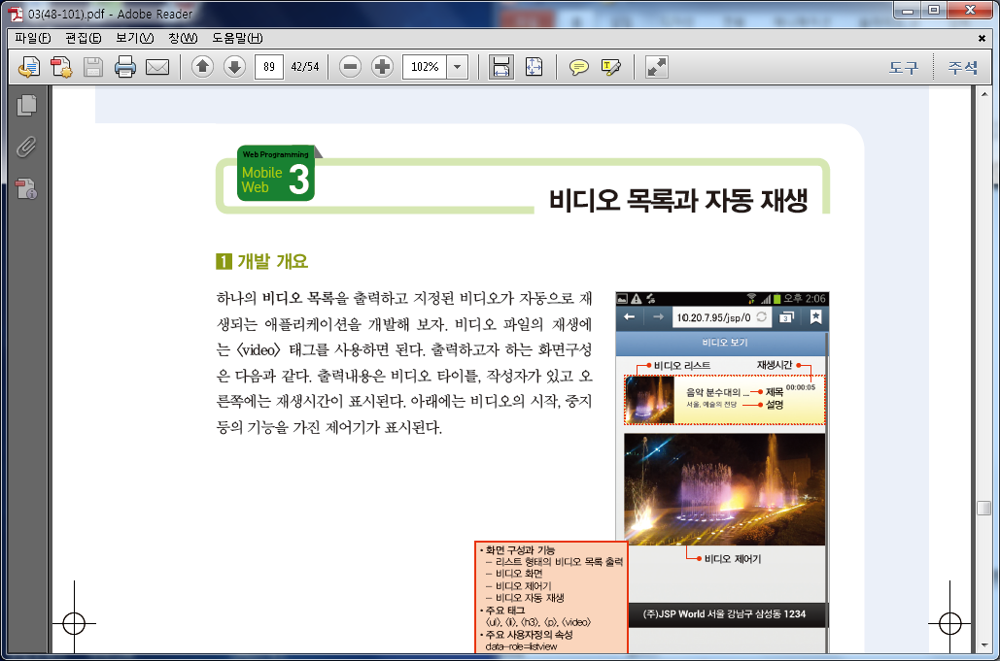 03(48-101).pdf - Adobe Reader
파일(F) 편집(E) 보기(V) 창(W) 도움말(H)
89 42/54 102% 도구 주석
Web Programming
Mobile
Web 3
비디오 목록과 자동 재생
1 개발 개요
하나의 비디오 목록을 출력하고 지정된 비디오가 자동으로 재
생되는 애플리케이션을 개발해 보자. 비디오 파일의 재생에
는 〈video〉 태그를 사용하면 된다. 출력하고자 하는 화면구성
은 다음과 같다. 출력내용은 비디오 타이틀, 작성자가 있고 오
른쪽에는 재생시간이 표시된다. 아래에는 비디오의 시작, 중지
등의 기능을 가진 제어기가 표시된다.
오후 2:06
10.20.7.95/jsp/0 3
비디오 보기
비디오 리스트 재생시간
음악 분수대의 ... 제목 00:00:05
서울, 예술의 전당 설명
비디오 제어기
(주)JSP World 서울 강남구 삼성동 1234
• 화면 구성과 기능
– 리스트 형태의 비디오 목록 출력
– 비디오 화면
– 비디오 제어기
– 비디오 자동 재생
• 주요 태그
〈ul〉, 〈li〉, 〈h3〉, 〈p〉, 〈video〉
• 주요 사용자정의 속성
data-role=listview